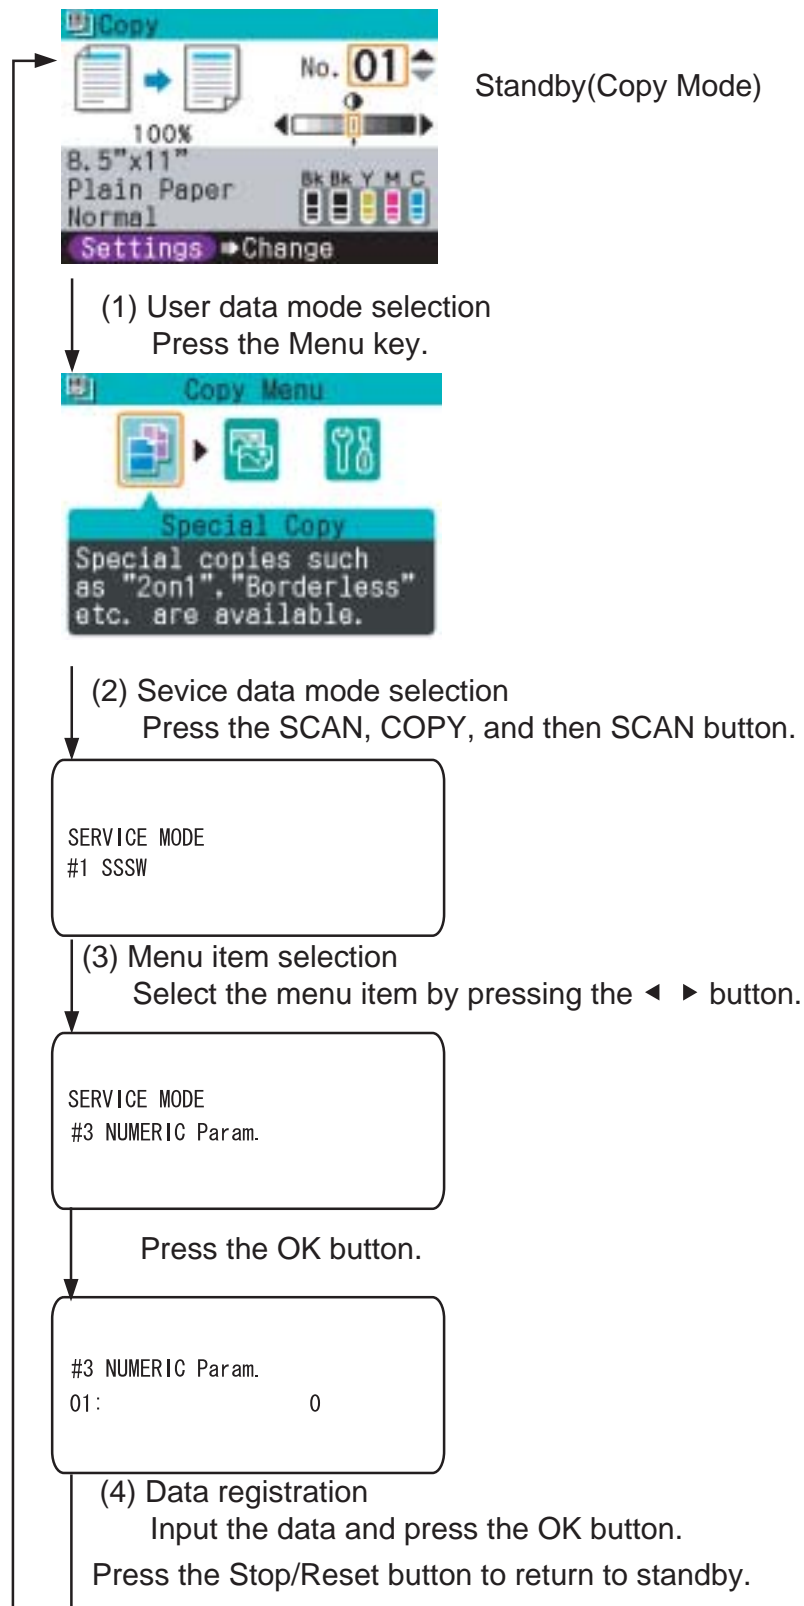 Copy
No. 01
Standby(Copy Mode)
100%
8.5"x11"
Plain Paper
Normal
Bk Bk Y M C
Settings ➡Change
(1) User data mode selection
Press the Menu key.
Copy Menu
Special Copy
Special copies such
as "2on1","Borderless"
etc. are available.
(2) Sevice data mode selection
Press the SCAN, COPY, and then SCAN button.
SERVICE MODE
#1 SSSW
(3) Menu item selection
Select the menu item by pressing the ◀ ▶ button.
SERVICE MODE
#3 NUMERIC Param.
Press the OK button.
#3 NUMERIC Param.
01: 0
(4) Data registration
Input the data and press the OK button.
Press the Stop/Reset button to return to standby.